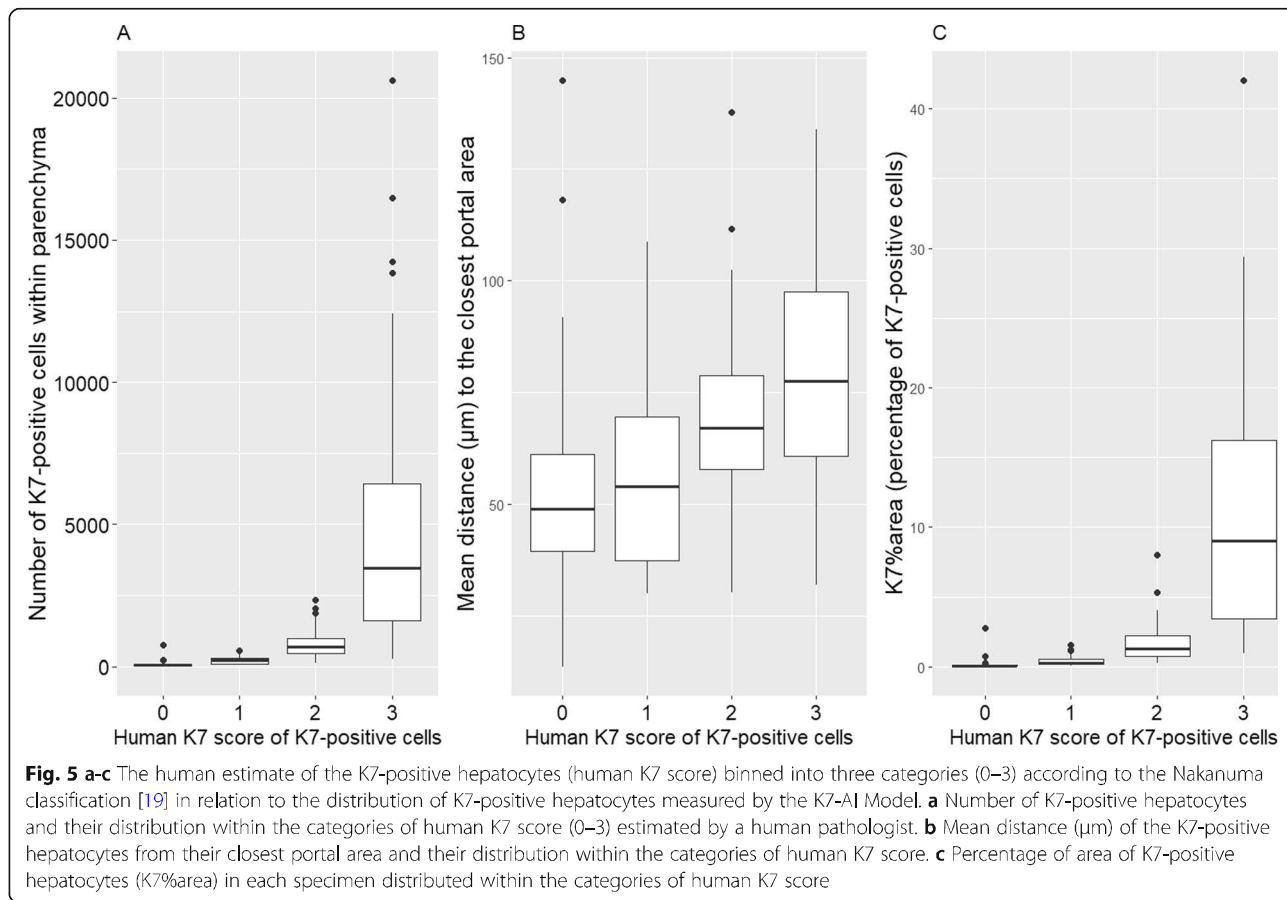 A
Number of K7-positive cells within parenchyma
20000
15000
10000
5000
0
0 1 2 3
Human K7 score of K7-positive cells
B
Mean distance (µm) to the closest portal area
150
100
50
0 1 2 3
Human K7 score of K7-positive cells
C
K7%area (percentage of K7-positive cells)
40
30
20
10
0
0 1 2 3
Human K7 score of K7-positive cells
Fig. 5 a-c The human estimate of the K7-positive hepatocytes (human K7 score) binned into three categories (0–3) according to the Nakanuma
classification [19] in relation to the distribution of K7-positive hepatocytes measured by the K7-AI Model. a Number of K7-positive hepatocytes
and their distribution within the categories of human K7 score (0–3) estimated by a human pathologist. b Mean distance (µm) of the K7-positive
hepatocytes from their closest portal area and their distribution within the categories of human K7 score. c Percentage of area of K7-positive
hepatocytes (K7%area) in each specimen distributed within the categories of human K7 score